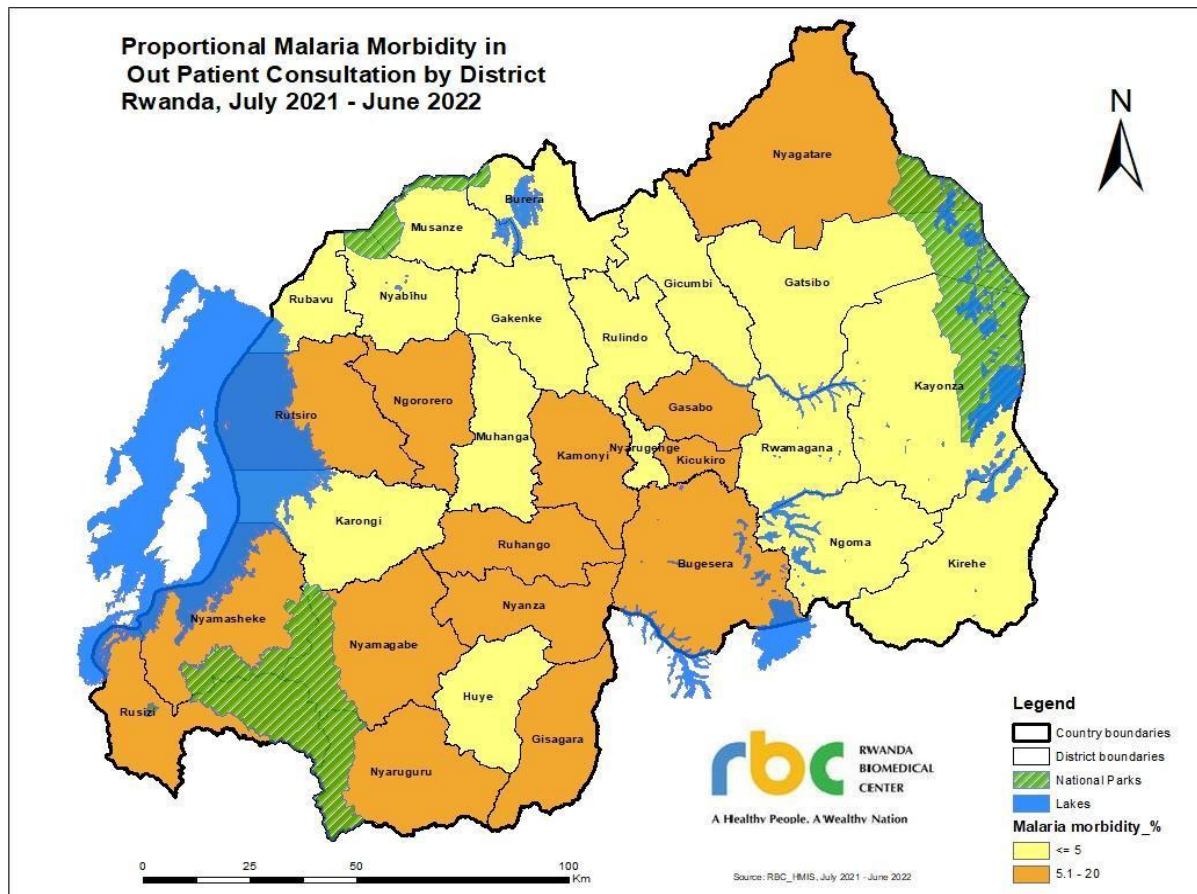 Proportional Malaria Morbidity in
Out Patient Consultation by District
Rwanda, July 2021 - June 2022
N
Nyagatare
Burera
Musanze
Gicumbi
Gatsibo
Rubavu
Nyabihu
Gakenke
Rulindo
Kayonza
Rutsiro
Ngororero
Gasabo
Muhanga
Kamonyi
Nyarugenge
Rwamagana
Kicukiro
Karongi
Ruhango
Ngoma
Bugesera
Kirehe
Nyamasheke
Nyanza
Nyamagabe
Huye
Rusizi
Gisagara
Nyaruguru
Legend
Country boundaries
District boundaries
National Parks
Lakes
Malaria morbidity_%
<= 5
5.1 - 20
rbc
RWANDA
BIOMEDICAL
CENTER
A Healthy People, A Wealthy Nation
0 25 50 100
Km
Source: RBC_HMIS, July 2021 - June 2022